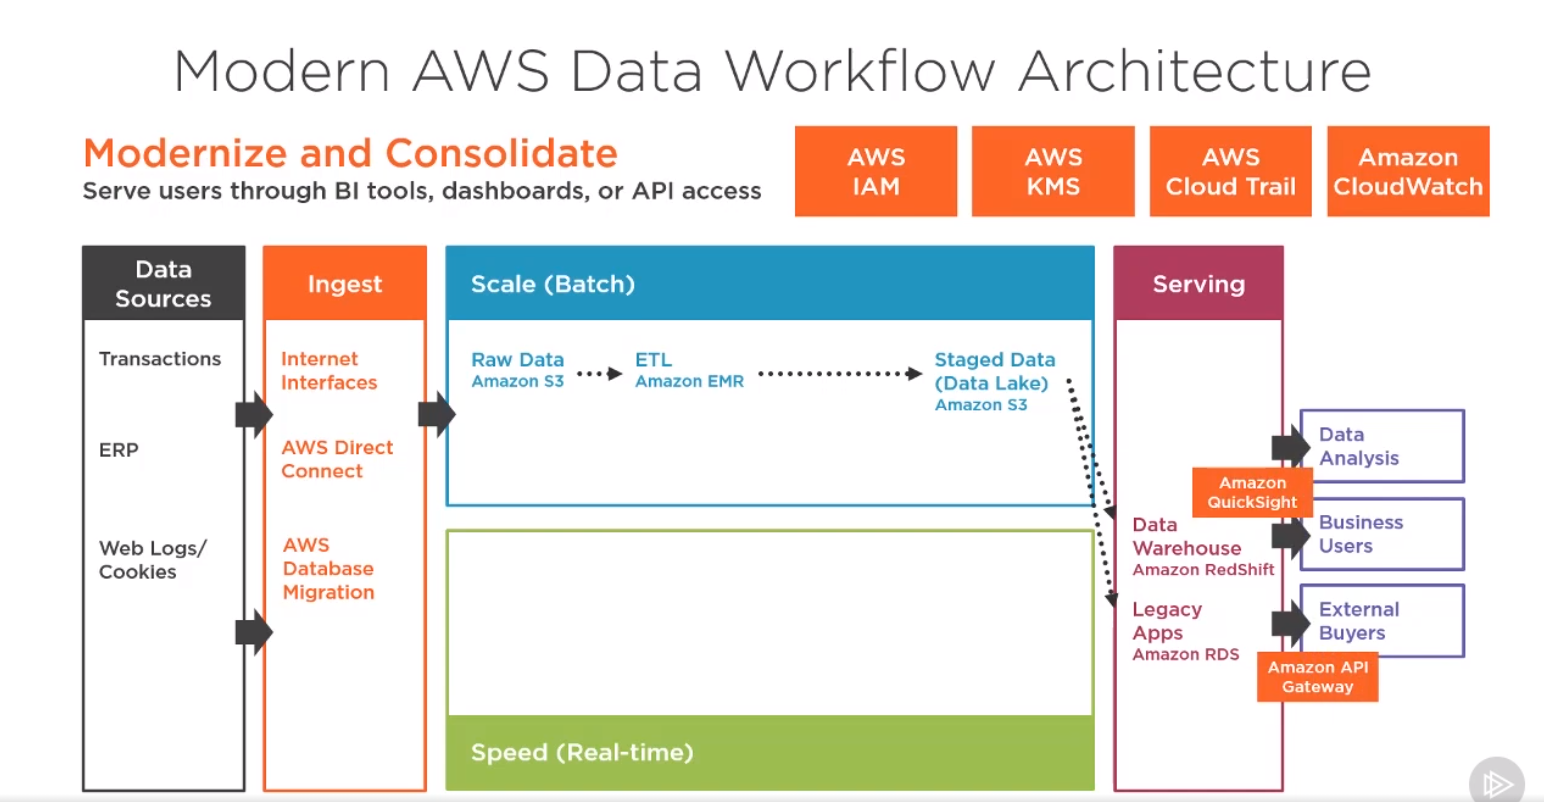 Modern AWS Data Workflow Architecture
Modernize and Consolidate
Serve users through BI tools, dashboards, or API access
AWS
IAM
AWS
KMS
AWS
Cloud Trail
Amazon
CloudWatch
Data
Sources
Transactions
ERP
Web Logs/
Cookies
Ingest
Internet
Interfaces
AWS Direct
Connect
AWS
Database
Migration
Scale (Batch)
Raw Data
Amazon S3
ETL
Amazon EMR
Staged Data
(Data Lake)
Amazon S3
Speed (Real-time)
Serving
Data
Warehouse
Amazon RedShift
Legacy
Apps
Amazon RDS
Data
Analysis
Amazon
QuickSight
Business
Users
External
Buyers
Amazon API
Gateway